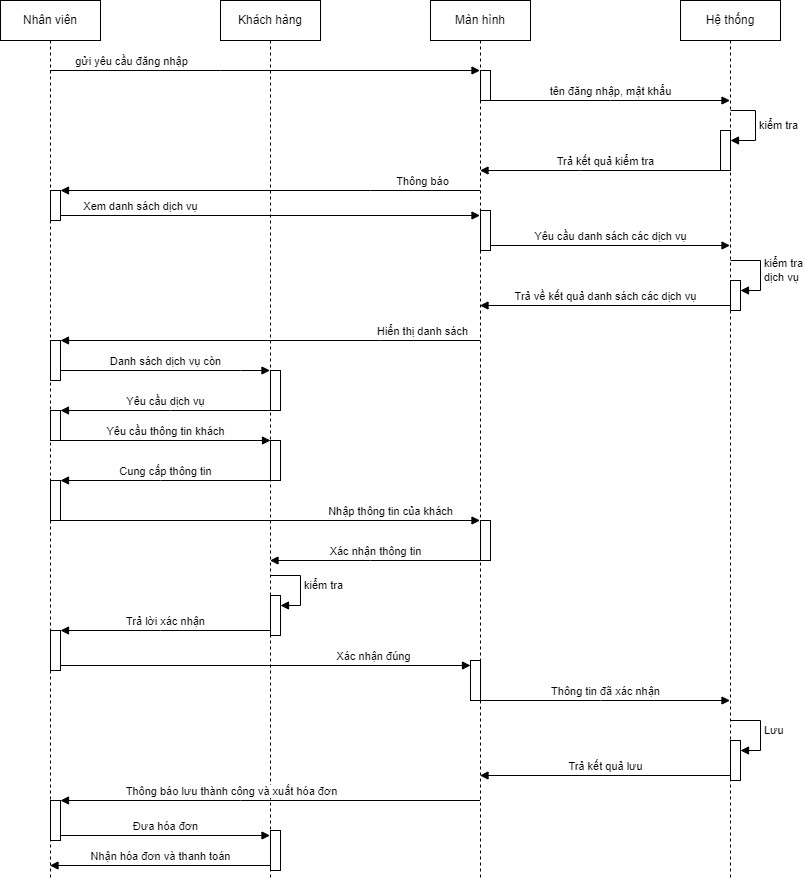 Nhân viên
Khách hàng
Màn hình
Hệ thống
gửi yêu cầu đăng nhập
tên đăng nhập, mật khẩu
kiểm tra
Trả kết quả kiểm tra
Thông báo
Xem danh sách dịch vụ
Yêu cầu danh sách các dịch vụ
kiểm tra
dịch vụ
Trả về kết quả danh sách các dịch vụ
Hiển thị danh sách
Danh sách dịch vụ còn
Yêu cầu dịch vụ
Yêu cầu thông tin khách
Cung cấp thông tin
Nhập thông tin của khách
Xác nhận thông tin
kiểm tra
Trả lời xác nhận
Xác nhận đúng
Thông tin đã xác nhận
Lưu
Trả kết quả lưu
Thông báo lưu thành công và xuất hóa đơn
Đưa hóa đơn
Nhận hóa đơn và thanh toán